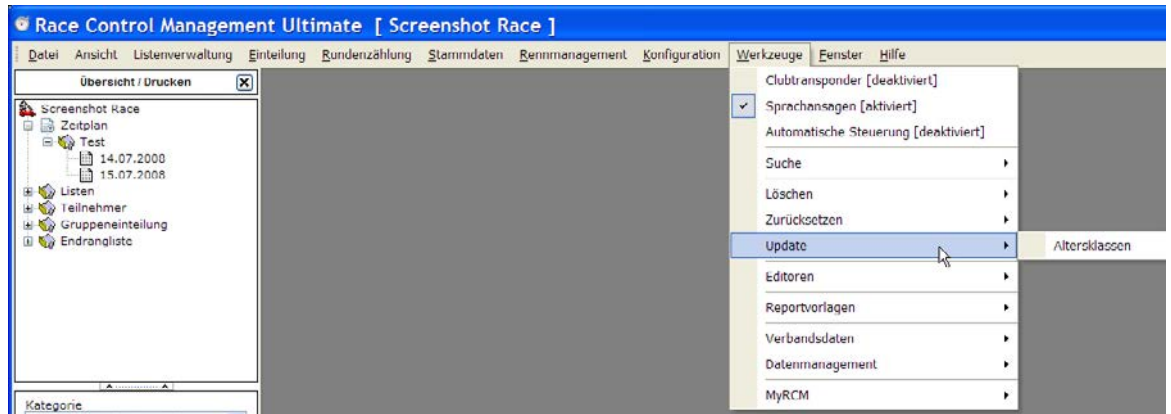 Race Control Management Ultimate [ Screenshot Race ]
Datei Ansicht Listenverwaltung Einteilung Rundenzählung Stammdaten Rennmanagement Konfiguration Werkzeuge Fenster Hilfe
Übersicht / Drucken
Screenshot Race
Zeitplan
Test
14.07.2008
15.07.2008
Listen
Teilnehmer
Gruppeneinteilung
Endrangliste
Kategorie
Clubtransponder [deaktiviert]
Sprachansagen [aktiviert]
Automatische Steuerung [deaktiviert]
Suche
Löschen
Zurücksetzen
Update
Altersklassen
Editoren
Reportvorlagen
Verbandsdaten
Datenmanagement
MyRCM